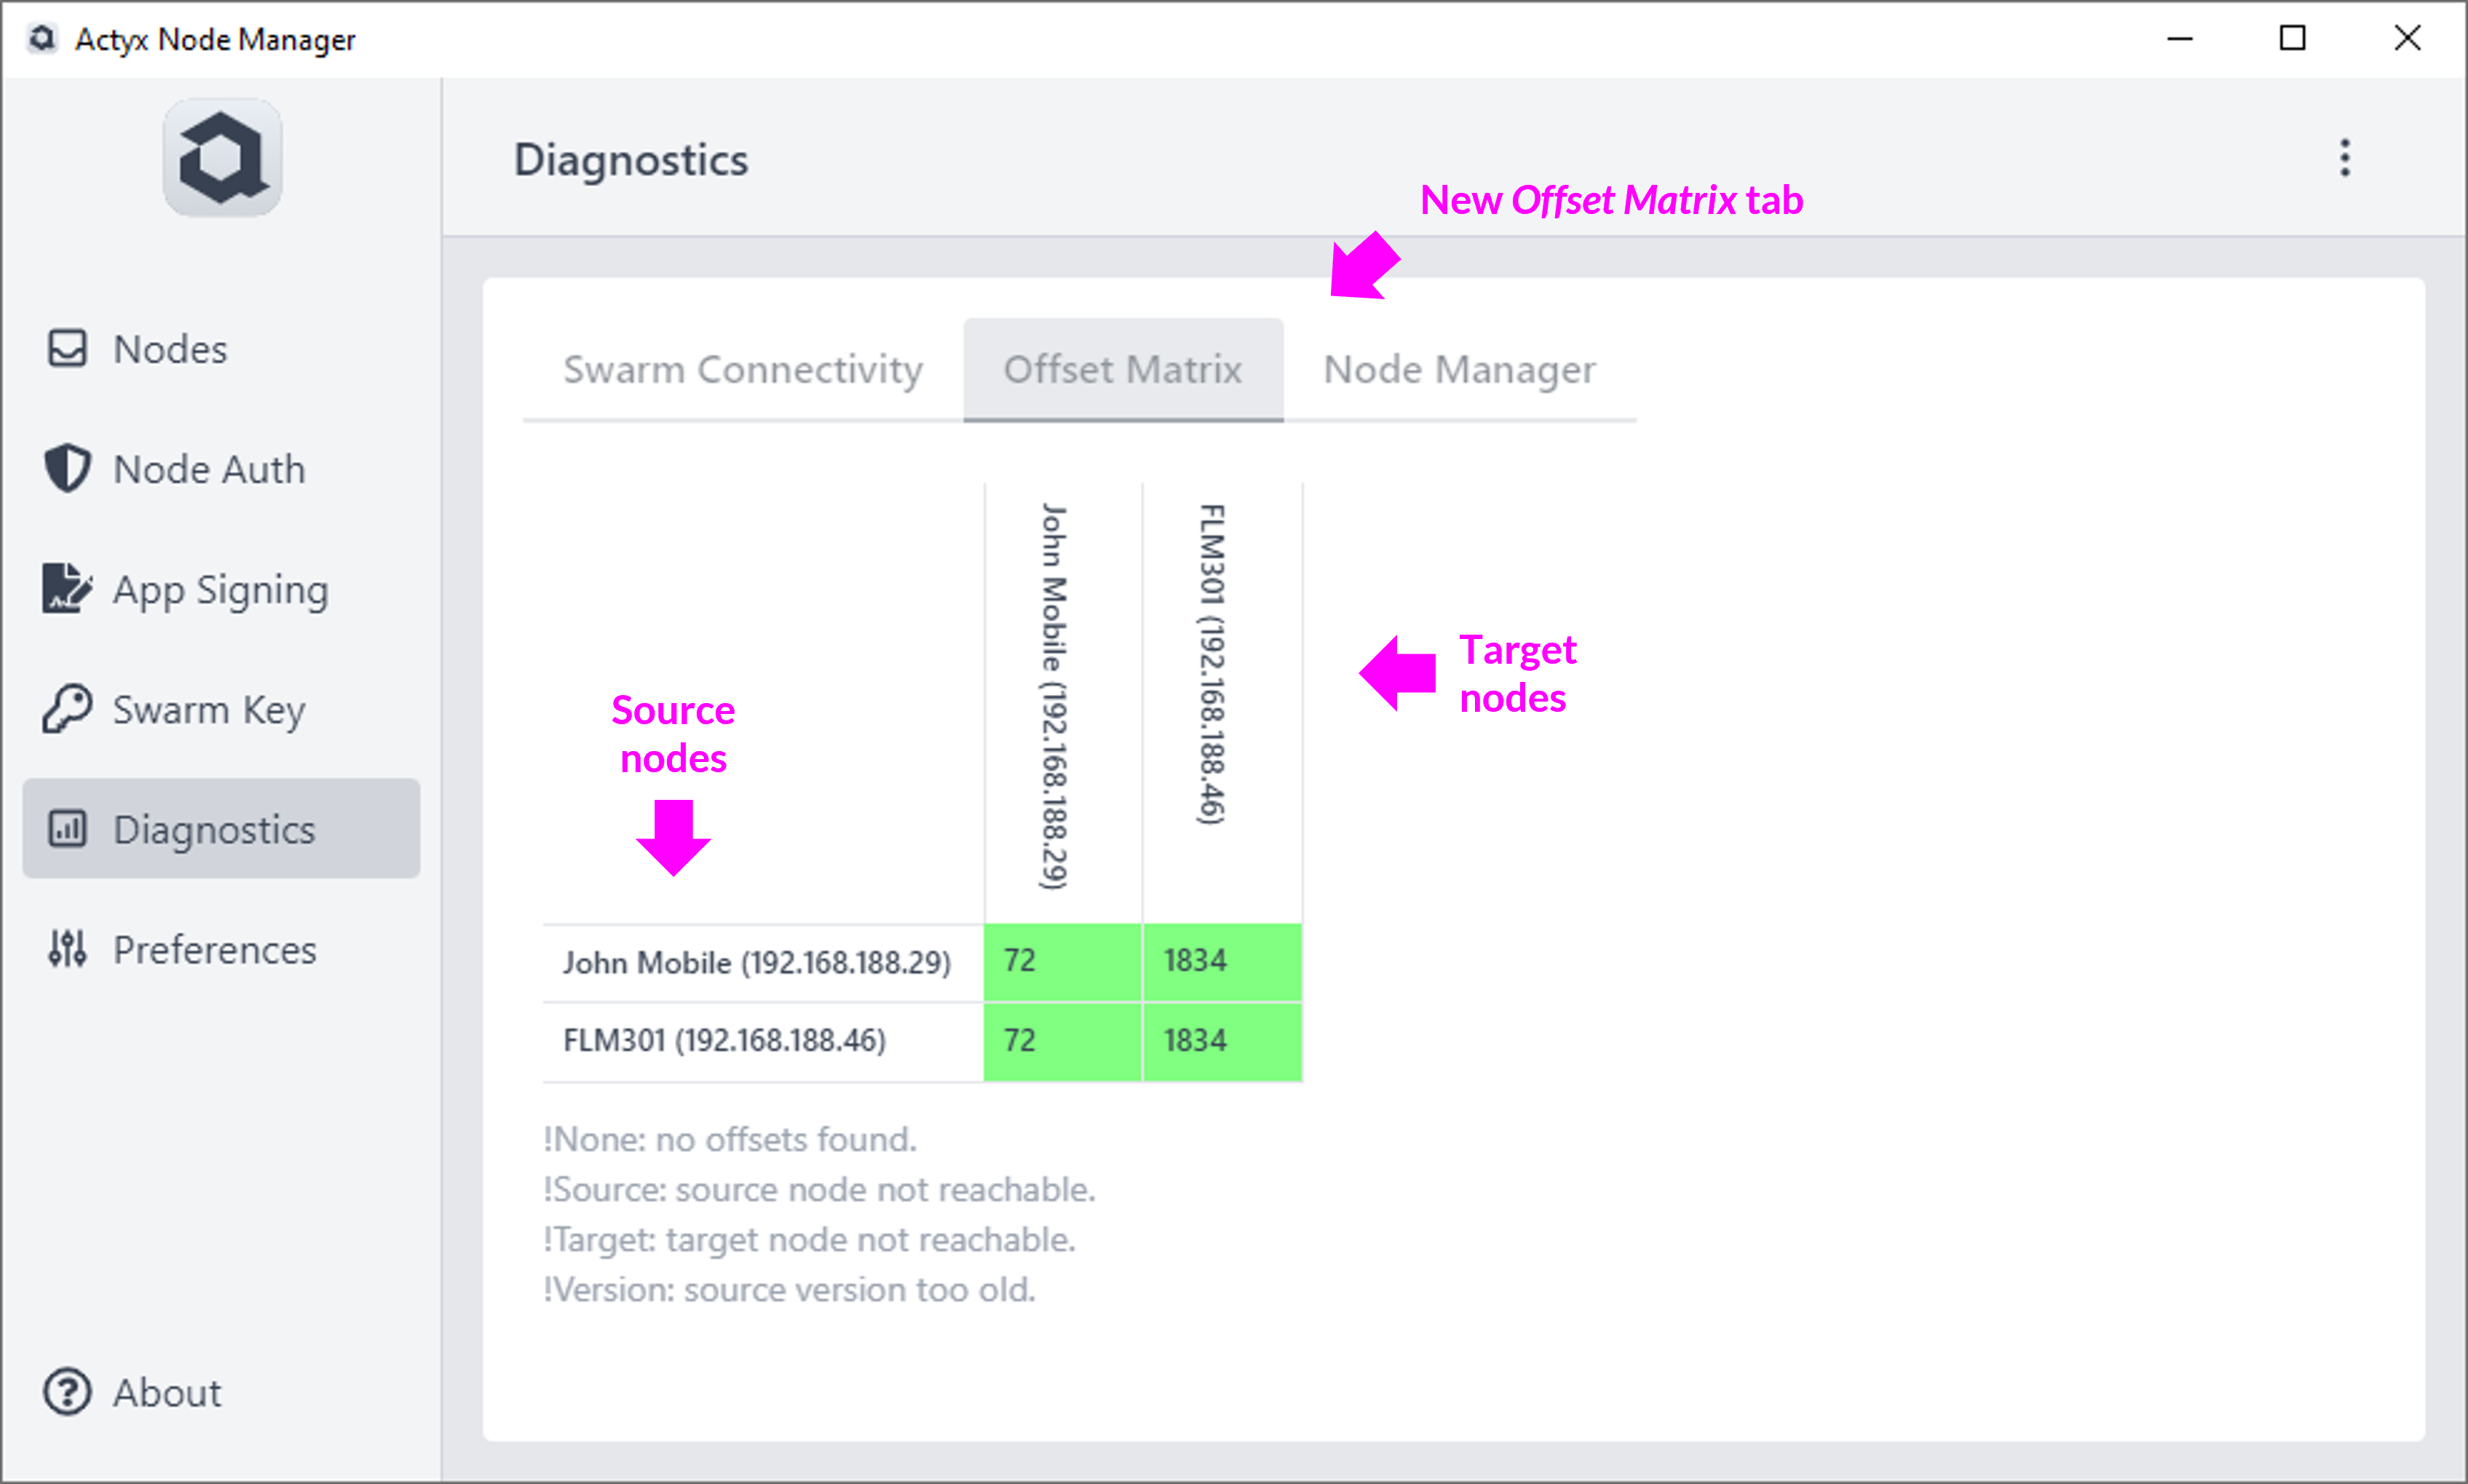 Actyx Node Manager
Diagnostics
New Offset Matrix tab
Nodes
Node Auth
App Signing
Swarm Key
Diagnostics
Preferences
About
Swarm Connectivity
Offset Matrix
Node Manager
John Mobile (192.168.188.29)
FLM301 (192.168.188.46)
Target
nodes
Source
nodes
John Mobile (192.168.188.29) 72 1834
FLM301 (192.168.188.46) 72 1834
!None: no offsets found.
!Source: source node not reachable.
!Target: target node not reachable.
!Version: source version too old.